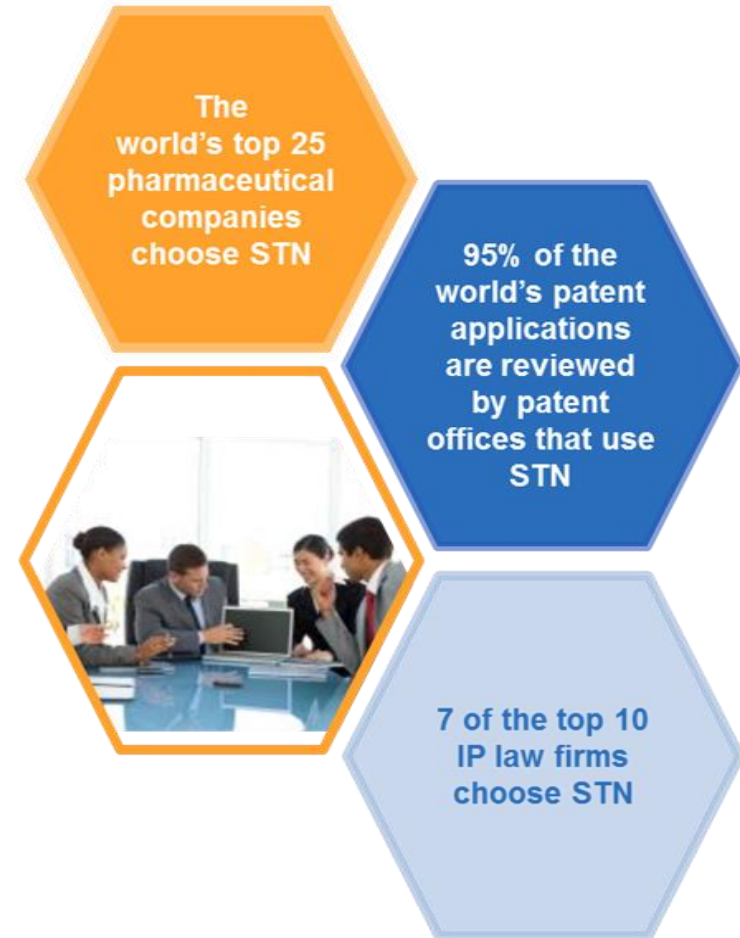 The
world’s top 25
pharmaceutical
companies
choose STN
95% of the
world’s patent
applications
are reviewed
by patent
offices that use
STN
7 of the top 10
IP law firms
choose STN